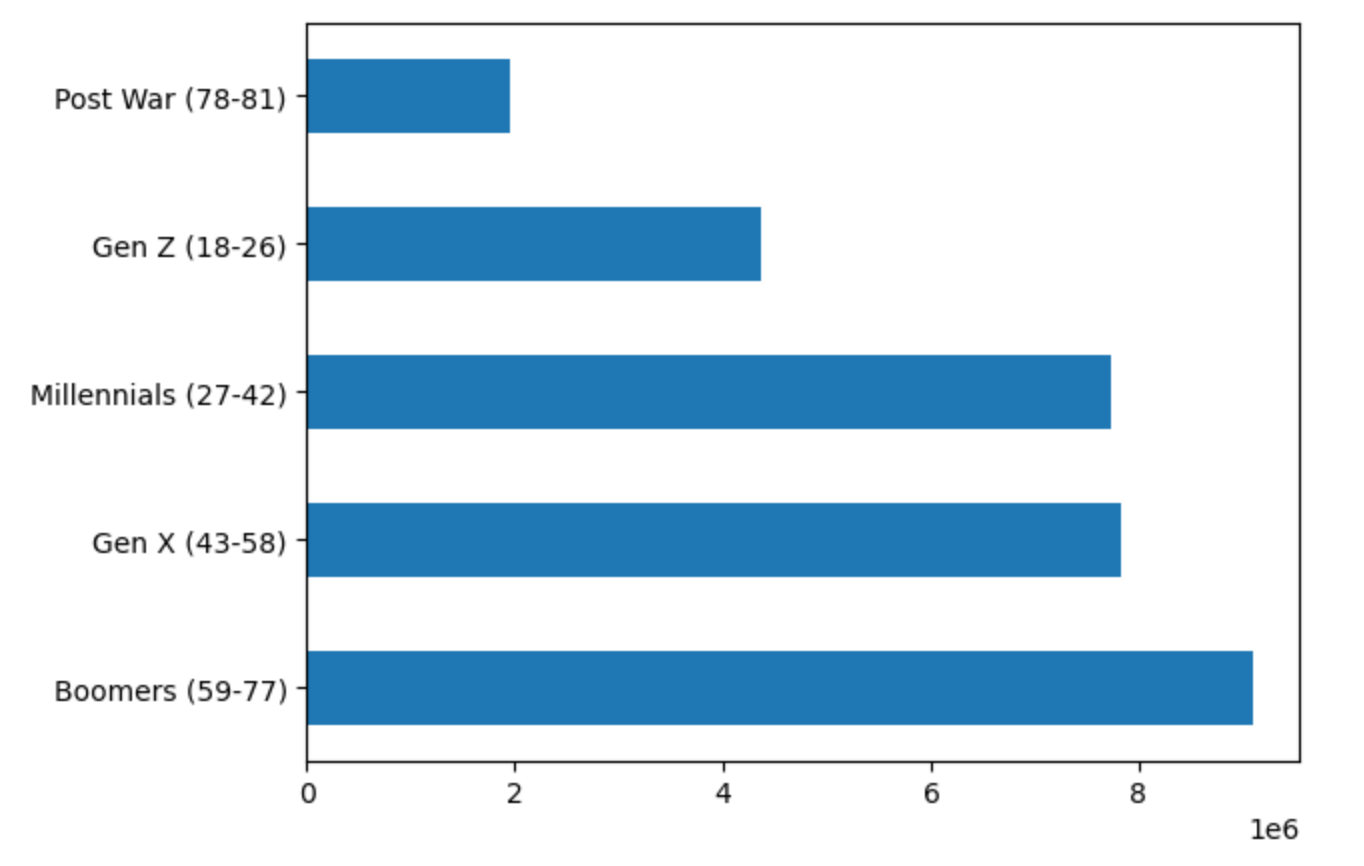 Post War (78-81)
Gen Z (18-26)
Millennials (27-42)
Gen X (43-58)
Boomers (59-77)
0 2 4 6 8
1e6